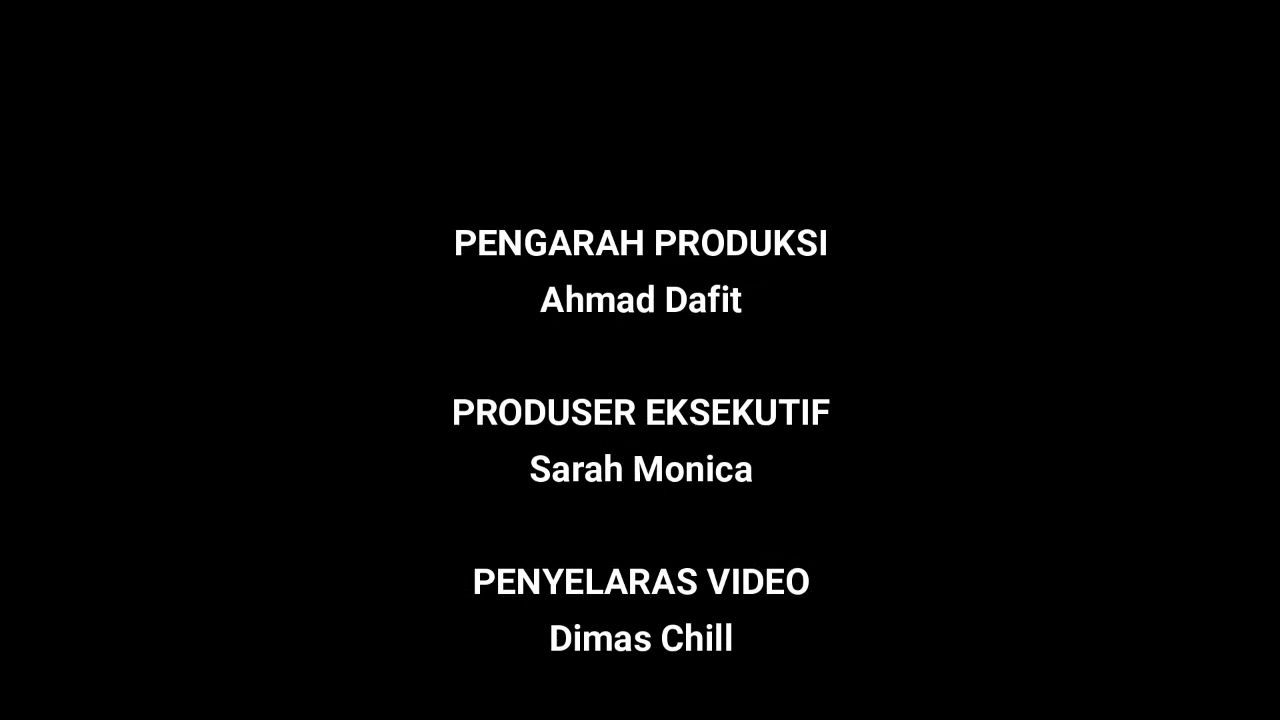 PENGARAH PRODUKSI
Ahmad Dafit
PRODUSER EKSEKUTIF
Sarah Monica
PENYELARAS VIDEO
Dimas Chill